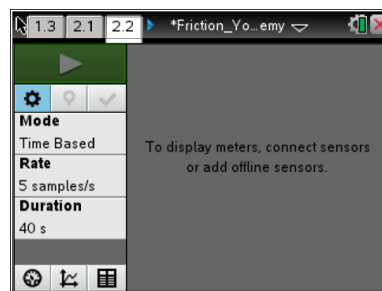 1.3 2.1 2.2 *Friction_Yo...emy
Mode
Time Based
Rate
5 samples/s
Duration
40 s
To display meters, connect sensors
or add offline sensors.